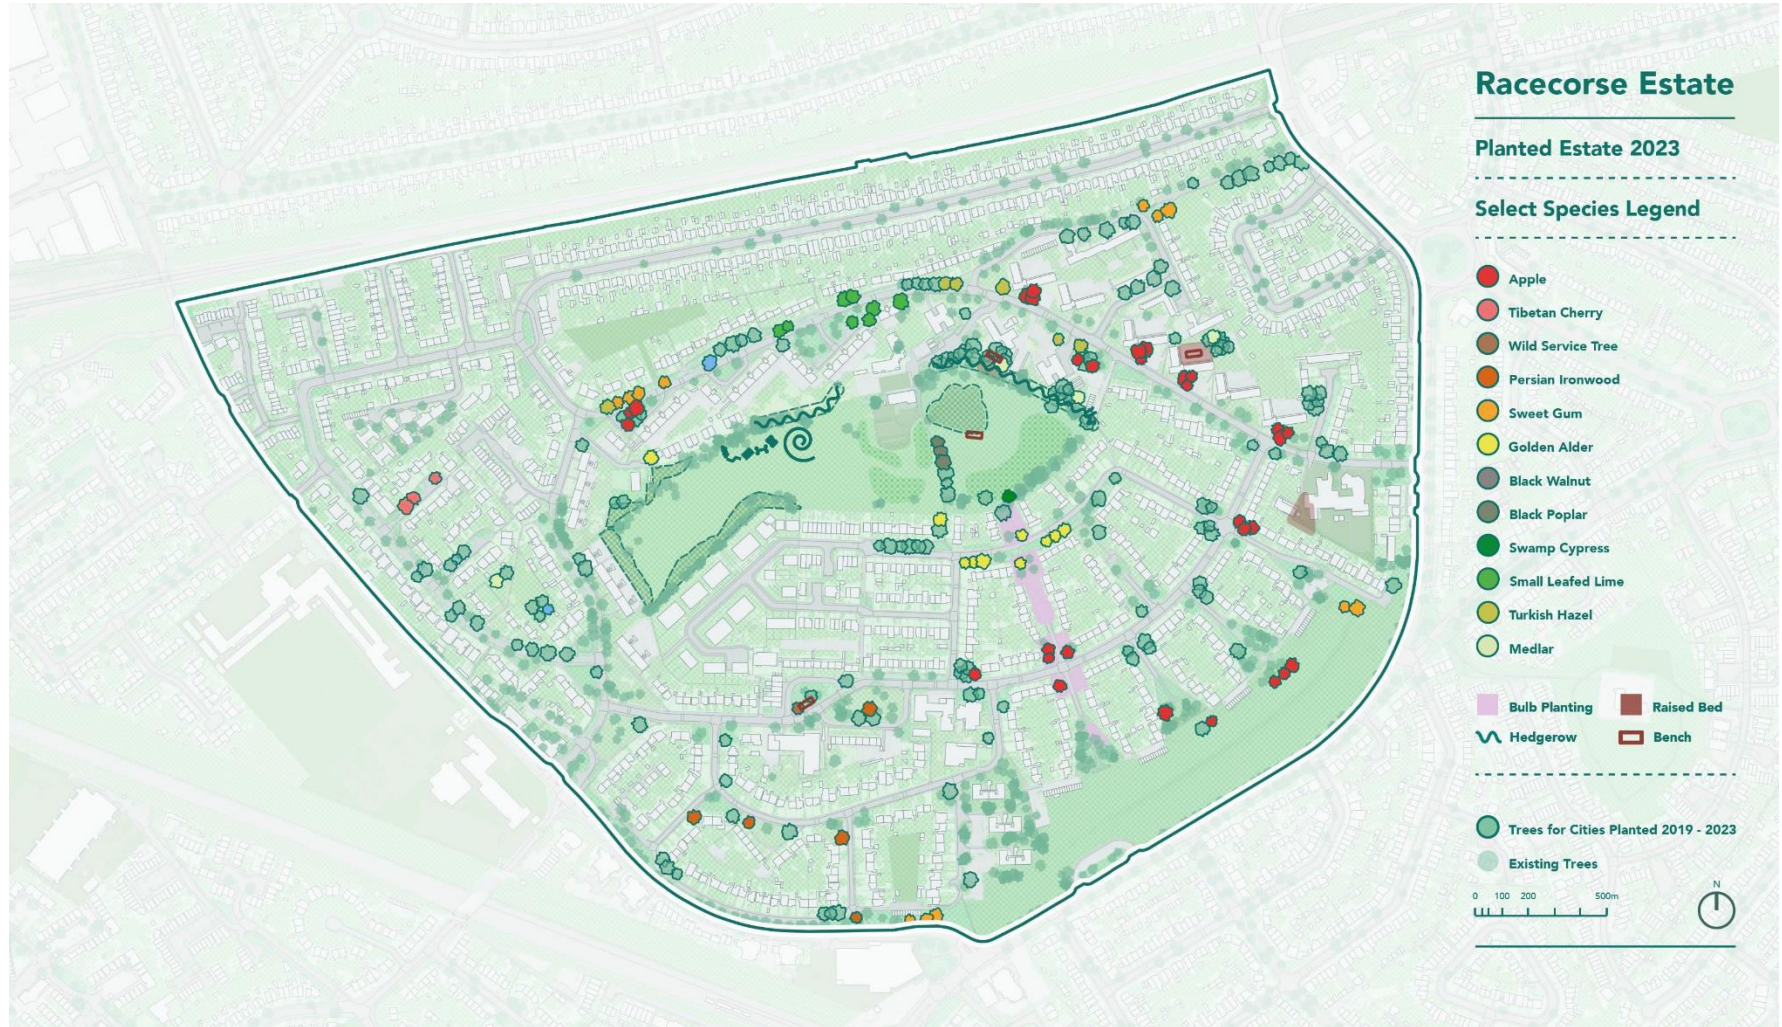 Racecorse Estate
Planted Estate 2023
Select Species Legend
Apple
Tibetan Cherry
Wild Service Tree
Persian Ironwood
Sweet Gum
Golden Alder
Black Walnut
Black Poplar
Swamp Cypress
Small Leafed Lime
Turkish Hazel
Medlar
Bulb Planting Raised Bed
Hedgerow Bench
Trees for Cities Planted 2019 - 2023
Existing Trees
N
0 100 200 500m